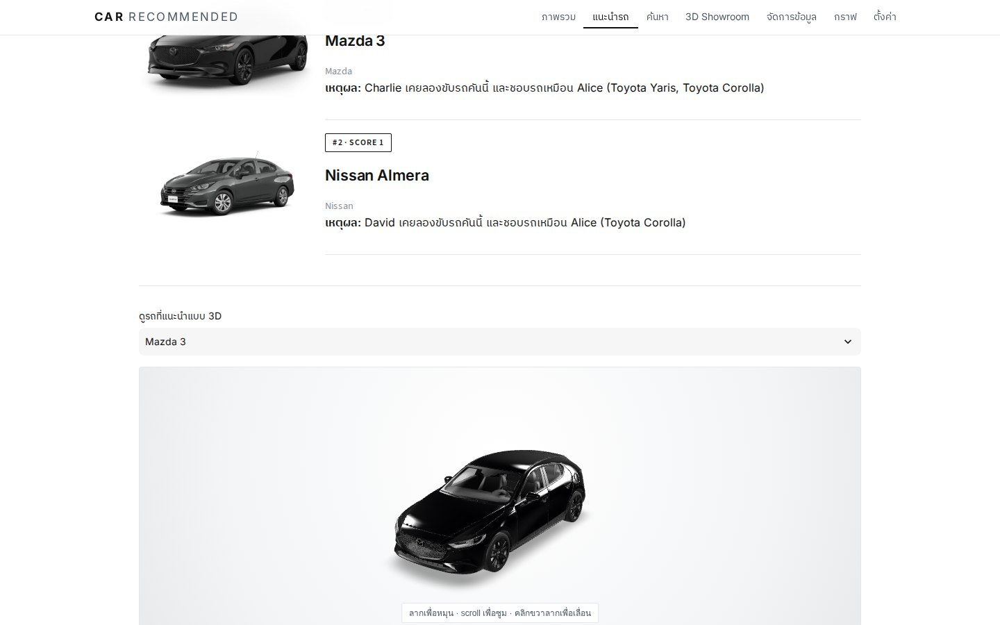 CAR RECOMMENDED
ภาพรวม
แนะนำรถ
ค้นหา
3D Showroom
จัดการข้อมูล
กราฟ
ตั้งค่า
Mazda 3
Mazda
เหตุผล: Charlie เคยลองขับรถคันนี้ และชอบรถเหมือน Alice (Toyota Yaris, Toyota Corolla)
#2 · SCORE 1
Nissan Almera
Nissan
เหตุผล: David เคยลองขับรถคันนี้ และชอบรถเหมือน Alice (Toyota Corolla)
ดูรถที่แนะนำแบบ 3D
Mazda 3
ลากเพื่อหมุน · scroll เพื่อซูม · คลิกขวาลากเพื่อเลื่อน